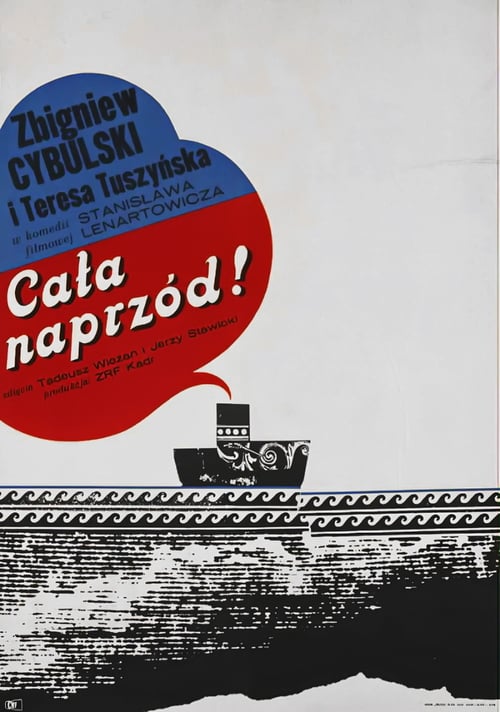 Zbigniew
CYBULSKI
i Teresa Tuszyńska
w komedii STANISŁAWA
filmowej LENARTOWICZA
Cała
naprzód!
zdjęcia Tadeusz Wieżan i Jerzy Stawicki
produkcja: ZRF Kadr